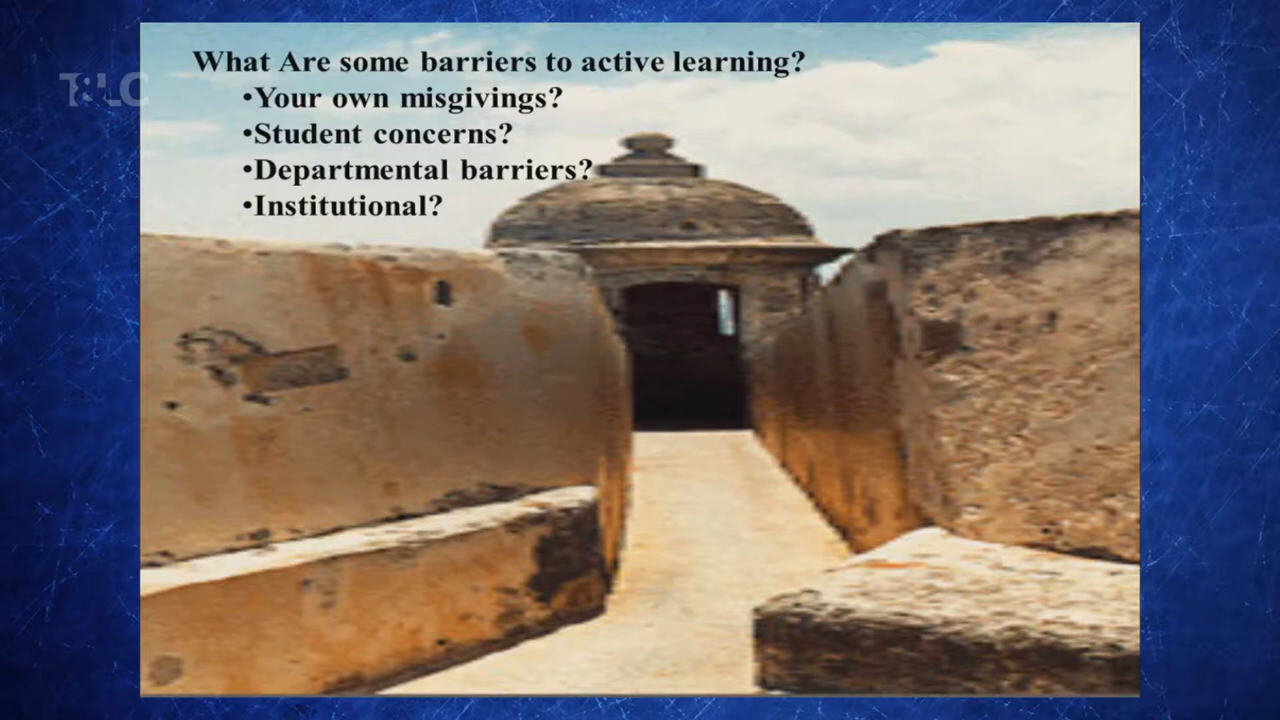 What Are some barriers to active learning?
•Your own misgivings?
•Student concerns?
•Departmental barriers?
•Institutional?
T&LC